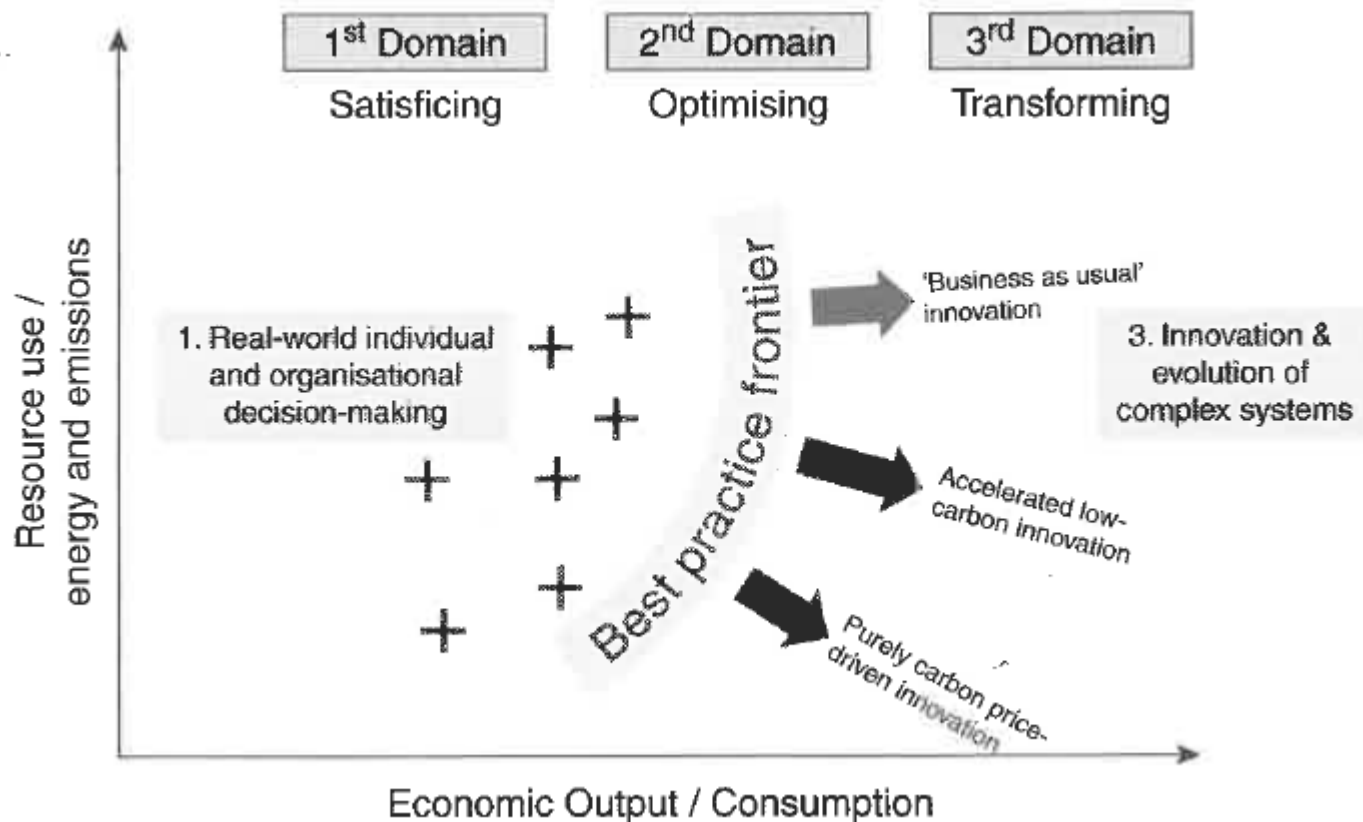 1st Domain
2nd Domain
3rd Domain
Satisficing
Optimising
Transforming
Resource use /
energy and emissions
1. Real-world individual
and organisational
decision-making
Best practice frontier
'Business as usual'
innovation
3. Innovation &
evolution of
complex systems
Accelerated low-
carbon innovation
Purely carbon price-
driven innovation
Economic Output / Consumption